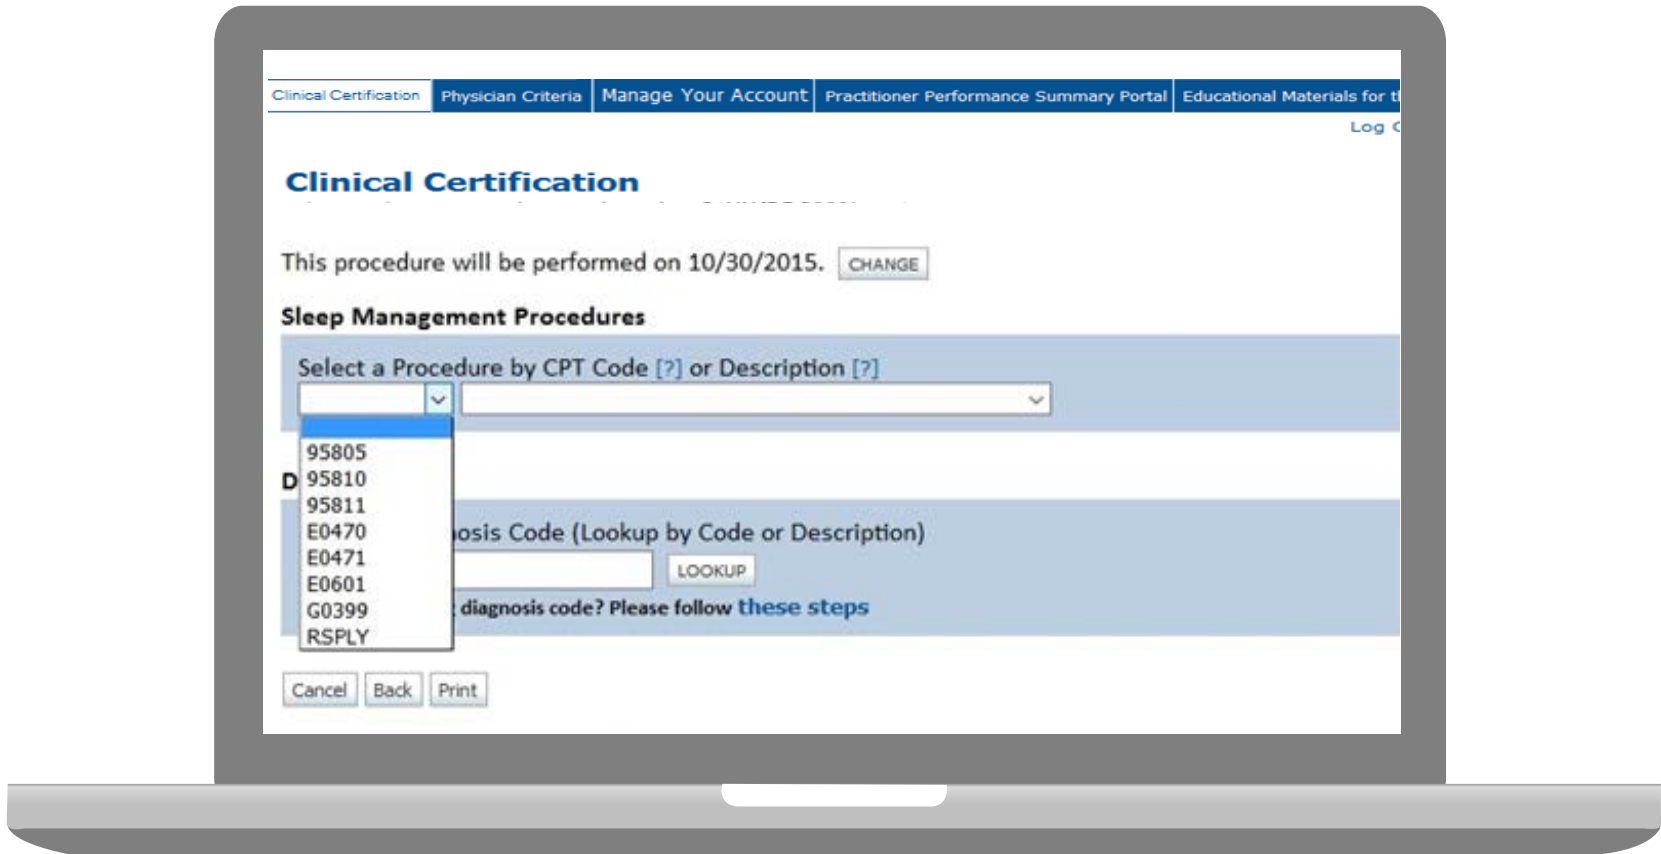 Clinical Certification Physician Criteria Manage Your Account Practitioner Performance Summary Portal Educational Materials for
Log
Clinical Certification
This procedure will be performed on 10/30/2015. CHANGE
Sleep Management Procedures
Select a Procedure by CPT Code [?] or Description [?]
95805
95810
95811
E0470
E0471
E0601
G0399
RSPLY
D
osis Code (Lookup by Code or Description)
LOOKUP
diagnosis code? Please follow these steps
Cancel Back Print